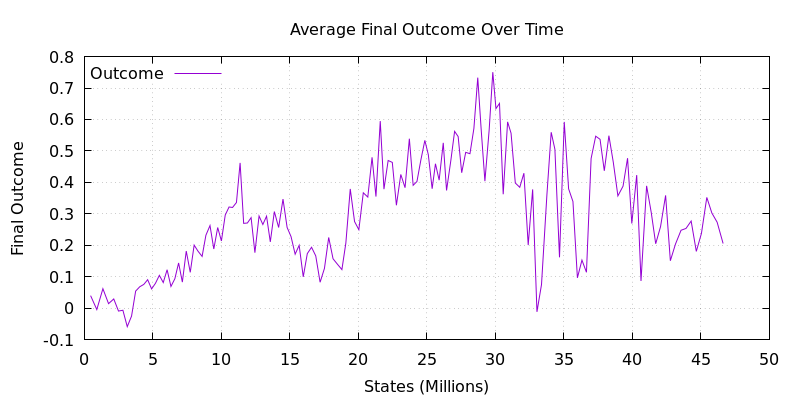 Average Final Outcome Over Time
Outcome
Final Outcome
0.8
0.7
0.6
0.5
0.4
0.3
0.2
0.1
0
-0.1
0 5 10 15 20 25 30 35 40 45 50
States (Millions)